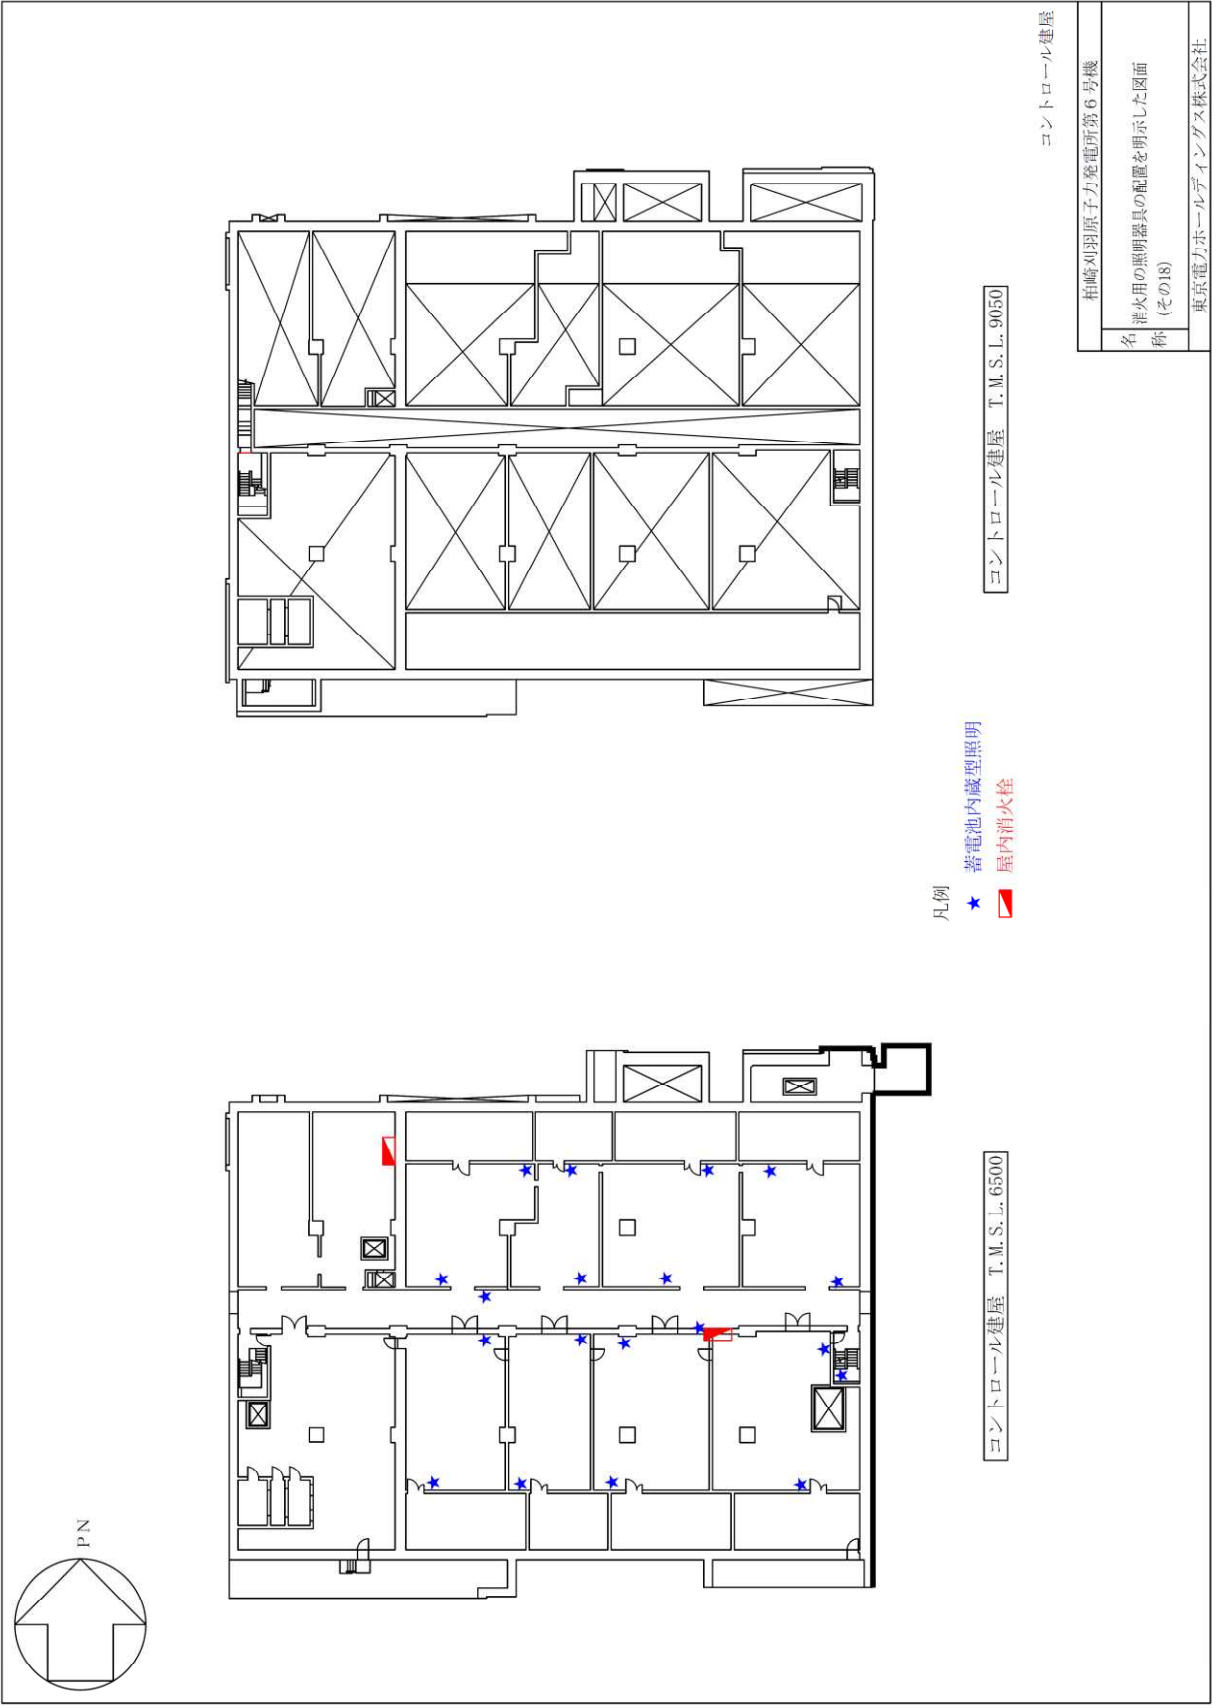 PN
コントロール建屋　T.M.S.L.6500
コントロール建屋　T.M.S.L.9050
凡例
★ 蓄電池内蔵型照明
屋内消火栓
コントロール建屋
柏崎刈羽原子力発電所第6号機
名称
消火用の照明器具の配置を明示した図面
(その18)
東京電力ホールディングス株式会社